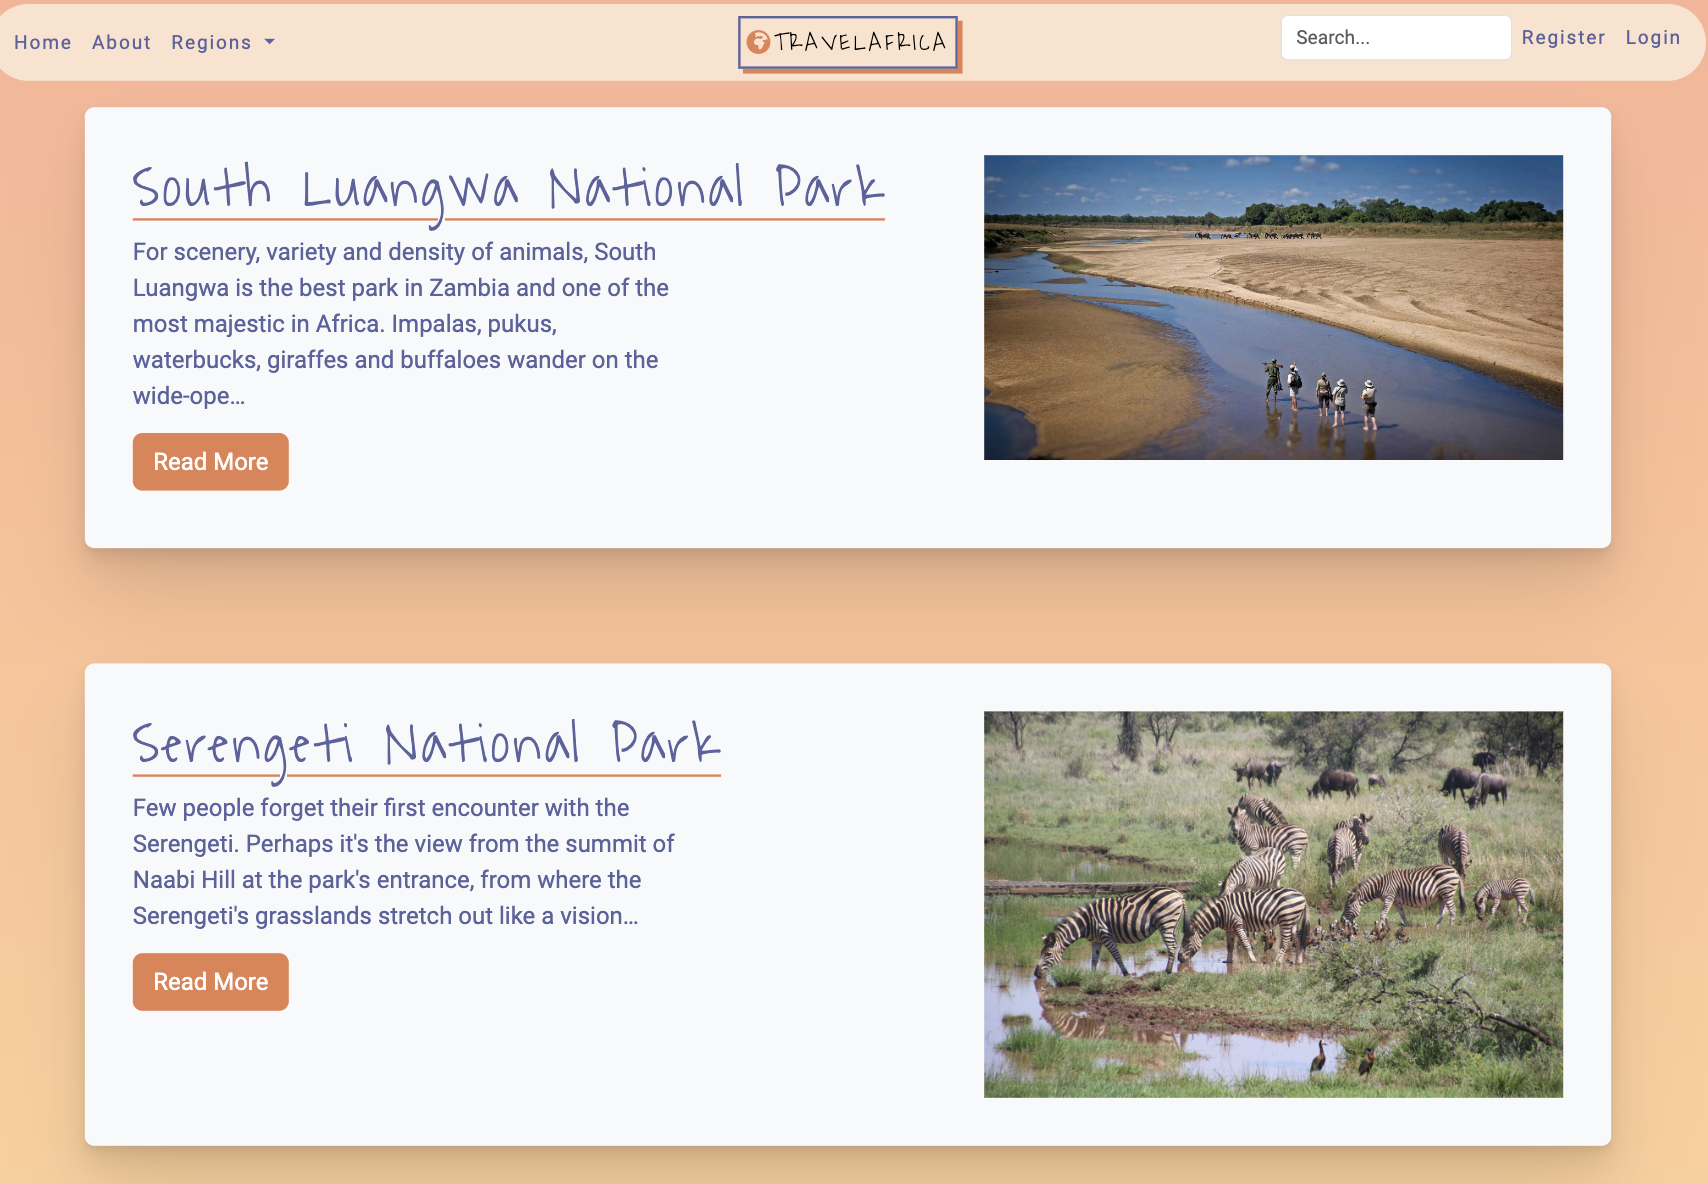 Home About Regions
TRAVELAFRICA
Search...
Register Login
South Luangwa National Park
For scenery, variety and density of animals, South
Luangwa is the best park in Zambia and one of the
most majestic in Africa. Impalas, pukus,
waterbucks, giraffes and buffaloes wander on the
wide-ope...
Read More
Serengeti National Park
Few people forget their first encounter with the
Serengeti. Perhaps it's the view from the summit of
Naabi Hill at the park's entrance, from where the
Serengeti's grasslands stretch out like a vision...
Read More